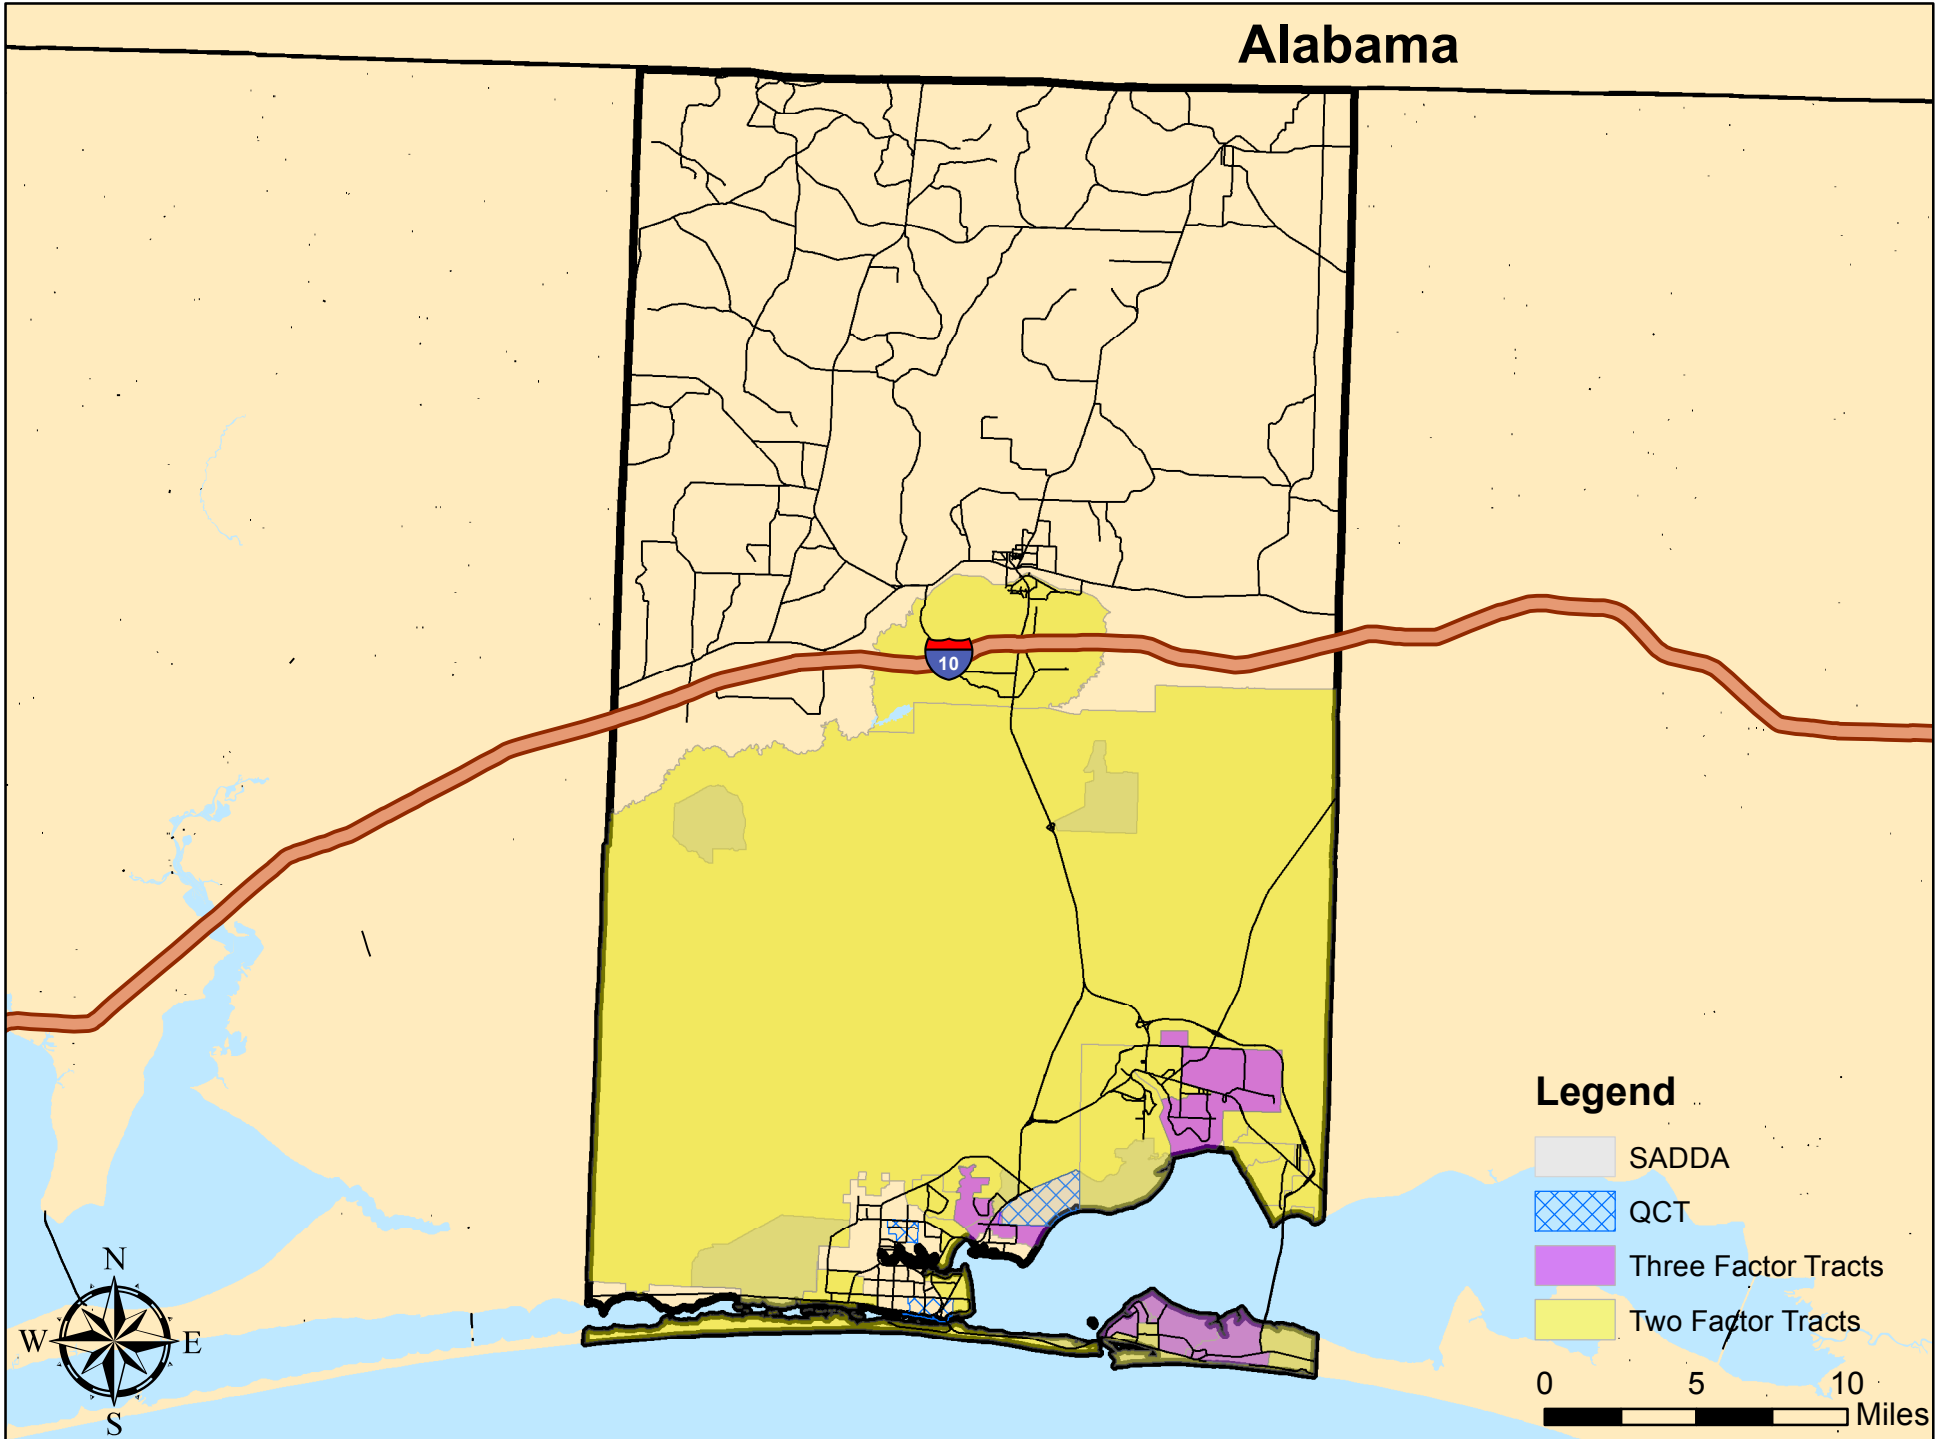 Alabama
10
Legend
SADDA
QCT
Three Factor Tracts
Two Factor Tracts
N
W
E
S
0 5 10
Miles